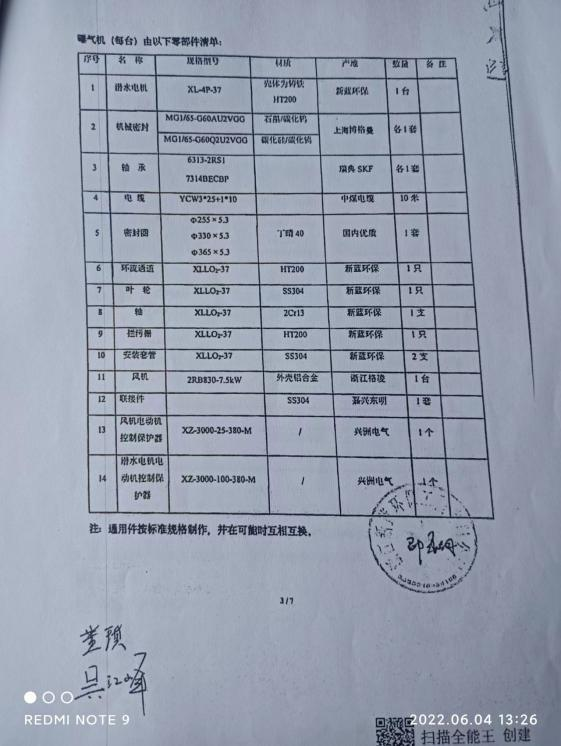 曝气机（每台）由以下零部件清单：
序号 名 称 规格型号 材质 产地 数量 备 注
1 潜水电机 XL-4P-37 壳体为铸铁 HT200 新蓝环保 1台
2 机械密封 MG1/65-G60AU2VGG 石墨/碳化钨 上海博格曼 各1套
MG1/65-G60Q2U2VGG 碳化硅/碳化钨
3 轴 承 6313-2RS1 瑞典 SKF 各1套
7314BECBP
4 电 缆 YCW3*25+1*10 中煤电缆 10米
5 密封圈 Φ255×5.3 丁晴 40 国内优质 1套
Φ330×5.3
Φ365×5.3
6 环流通道 XLLO₂-37 HT200 新蓝环保 1只
7 叶 轮 XLLO₂-37 SS304 新蓝环保 1只
8 轴 XLLO₂-37 2Cr13 新蓝环保 1支
9 拦污栅 XLLO₂-37 HT200 新蓝环保 1只
10 安装套管 XLLO₂-37 SS304 新蓝环保 2支
11 风机 2RB830-7.5kW 外壳铝合金 浙江格凌 1台
12 联接件 SS304 嘉兴东明 1套
13 风机电动机控制保护器 XZ-3000-25-380-M / 兴洲电气 1个
14 潜水电机电动机控制保护器 XZ-3000-100-380-M / 兴洲电气 1个
注：通用件按标准规格制作，并在可能时互相互换。
3/7
REDMI NOTE 9
2022.06.04 13:26
扫描全能王 创建